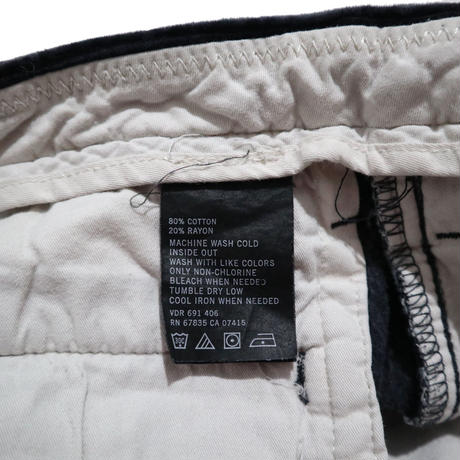 80% COTTON
20% RAYON
MACHINE WASH COLD
INSIDE OUT
WASH WITH LIKE COLORS
ONLY NON-CHLORINE
BLEACH WHEN NEEDED
TUMBLE DRY LOW
COOL IRON WHEN NEEDED
VDR 691 406
RN 67835 CA 07415
30C